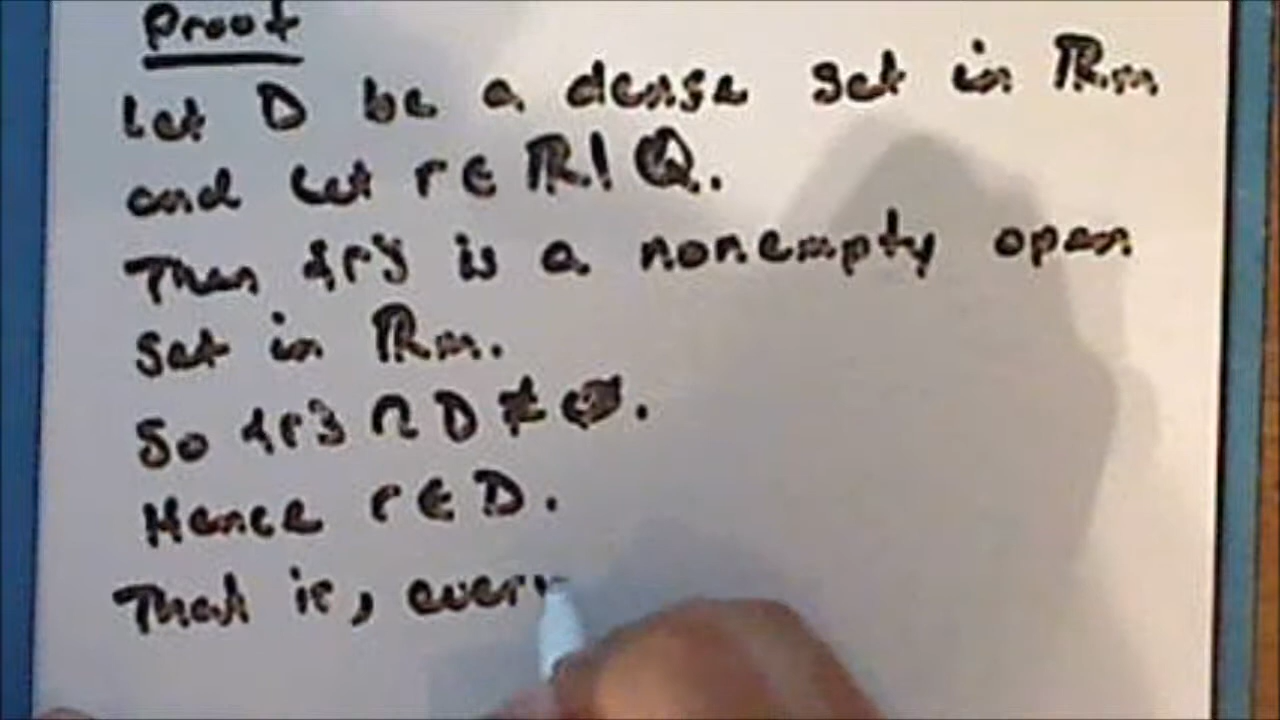 Proof
Let D be a dense set in ℝm
and let r∈ℝ\ℚ.
Then {r} is a nonempty open
set in ℝm.
So {r} ∩ D ≠ ∅.
Hence r∈D.
That is, every